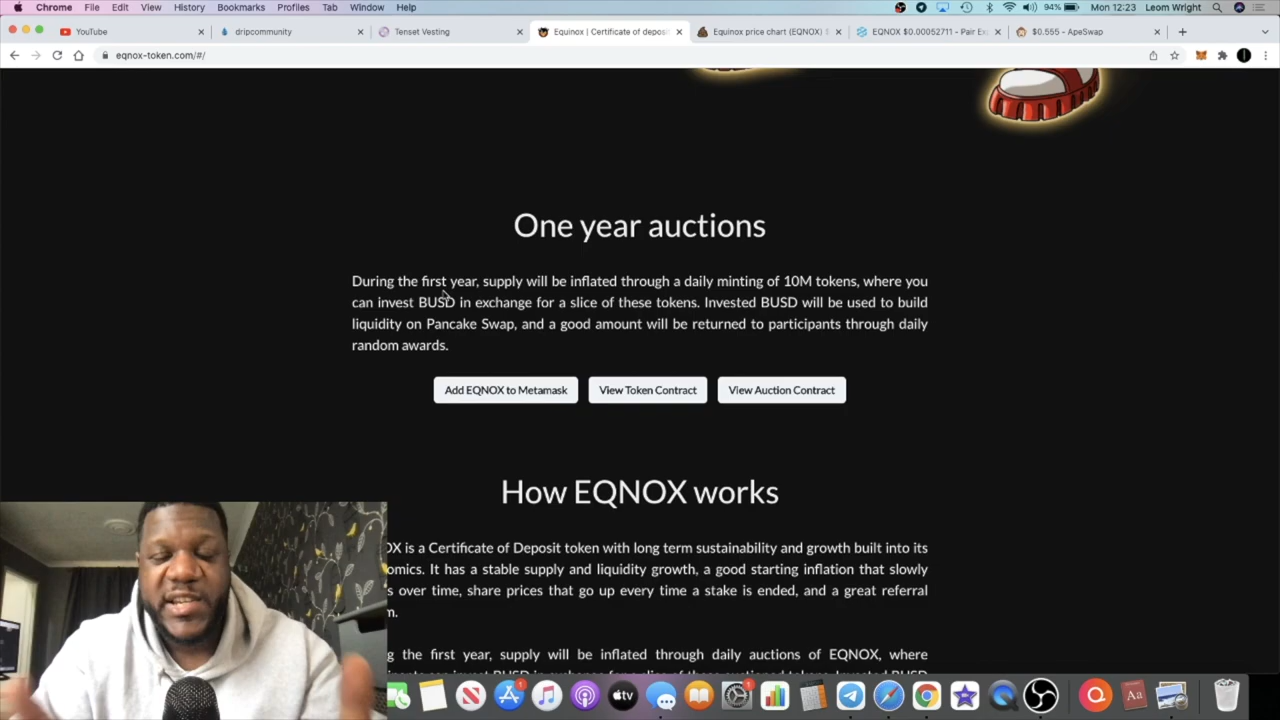 Chrome File Edit View History Bookmarks Profiles Tab Window Help 94% Mon 12:23 Leom Wright
YouTube dripcommunity Tenset Vesting Equinox | Certificate of deposi Equinox price chart (EQNOX) EQNOX $0.00052711 - Pair Ex $0.555 - ApeSwap
eqnox-token.com/#/
One year auctions
During the first year, supply will be inflated through a daily minting of 10M tokens, where you
can invest BUSD in exchange for a slice of these tokens. Invested BUSD will be used to build
liquidity on Pancake Swap, and a good amount will be returned to participants through daily
random awards.
Add EQNOX to Metamask View Token Contract View Auction Contract
How EQNOX works
OX is a Certificate of Deposit token with long term sustainability and growth built into its
omics. It has a stable supply and liquidity growth, a good starting inflation that slowly
s over time, share prices that go up every time a stake is ended, and a great referral
m.
g the first year, supply will be inflated through daily auctions of EQNOX, where
tv